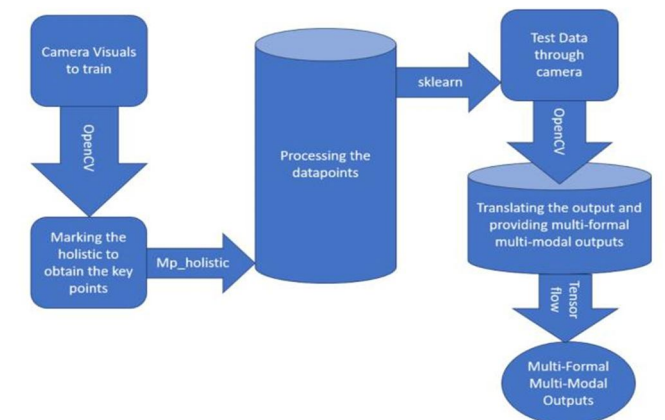 Camera Visuals
to train
OpenCV
Marking the
holistic to
obtain the key
points
Mp_holistic
Processing the
datapoints
sklearn
Test Data
through
camera
OpenCV
Translating the output and
providing multi-formal
multi-modal outputs
Tensor
flow
Multi-Formal
Multi-Modal
Outputs